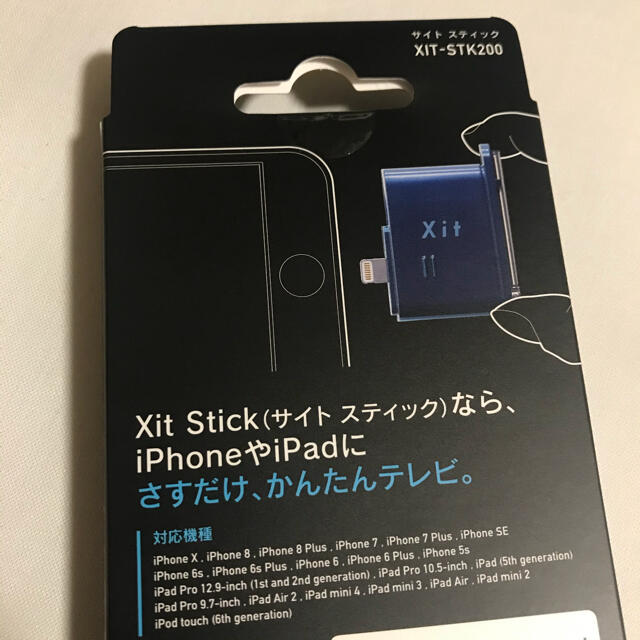 サイト スティック
XIT-STK200
Xit
Xit Stick(サイト スティック)なら、
iPhoneやiPadに
さすだけ、かんたんテレビ。
対応機種
iPhone X , iPhone 8 , iPhone 8 Plus , iPhone 7 , iPhone 7 Plus , iPhone SE
iPhone 6s , iPhone 6s Plus , iPhone 6 , iPhone 6 Plus , iPhone 5s
iPad Pro 12.9-inch (1st and 2nd generation) , iPad Pro 10.5-inch , iPad (5th generation)
iPad Pro 9.7-inch , iPad Air 2 , iPad mini 4 , iPad mini 3 , iPad Air , iPad mini 2
iPod touch (6th generation)